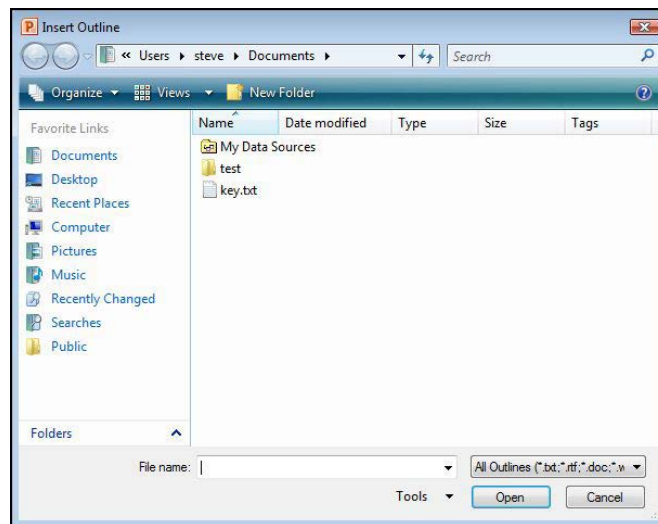 Insert Outline
« Users steve Documents Search
Organize Views New Folder
Favorite Links
Documents
Desktop
Recent Places
Computer
Pictures
Music
Recently Changed
Searches
Public
Folders
Name Date modified Type Size Tags
My Data Sources
test
key.txt
File name: All Outlines (*.txt;*.rtf;*.doc;*.w
Tools Open Cancel